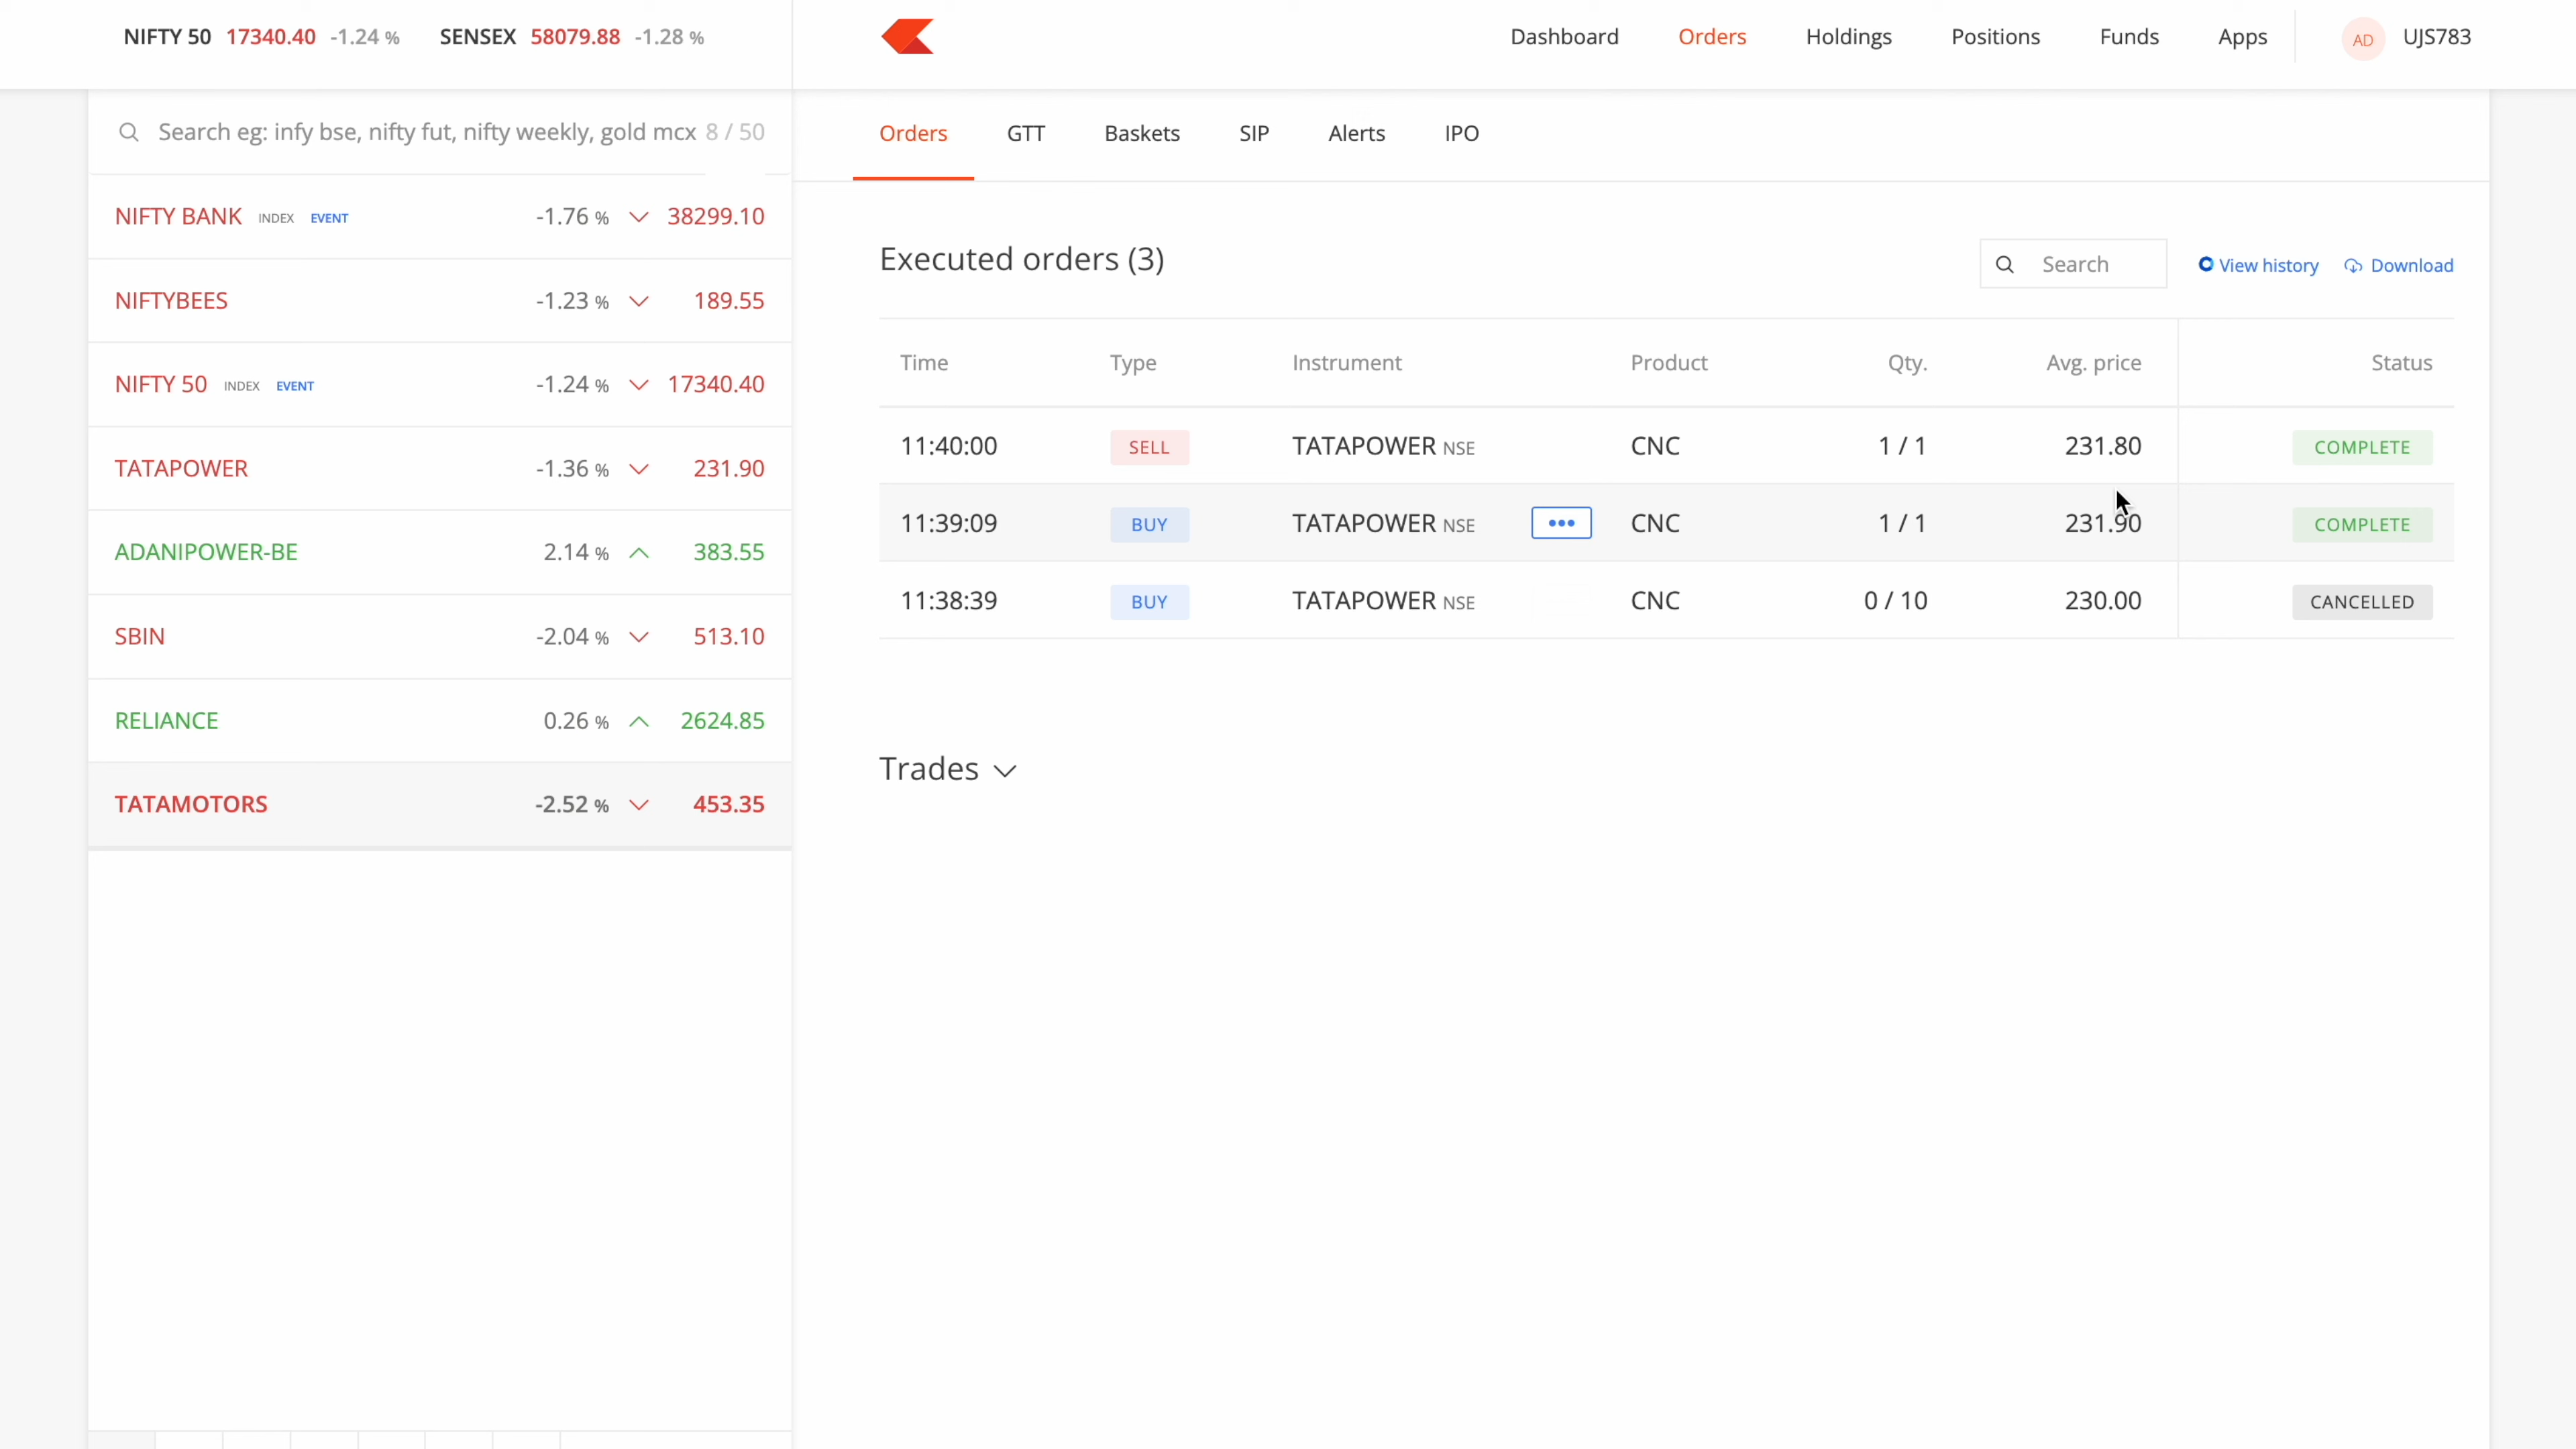 NIFTY 50 17340.40 -1.24 % SENSEX 58079.88 -1.28 %
Dashboard Orders Holdings Positions Funds Apps AD UJS783
Search eg: infy bse, nifty fut, nifty weekly, gold mcx 8 / 50
NIFTY BANK INDEX EVENT -1.76 % 38299.10
NIFTYBEES -1.23 % 189.55
NIFTY 50 INDEX EVENT -1.24 % 17340.40
TATAPOWER -1.36 % 231.90
ADANIPOWER-BE 2.14 % 383.55
SBIN -2.04 % 513.10
RELIANCE 0.26 % 2624.85
TATAMOTORS -2.52 % 453.35
Orders GTT Baskets SIP Alerts IPO
Executed orders (3) Search View history Download
Time Type Instrument Product Qty. Avg. price Status
11:40:00 SELL TATAPOWER NSE CNC 1 / 1 231.80 COMPLETE
11:39:09 BUY TATAPOWER NSE CNC 1 / 1 231.90 COMPLETE
11:38:39 BUY TATAPOWER NSE CNC 0 / 10 230.00 CANCELLED
Trades